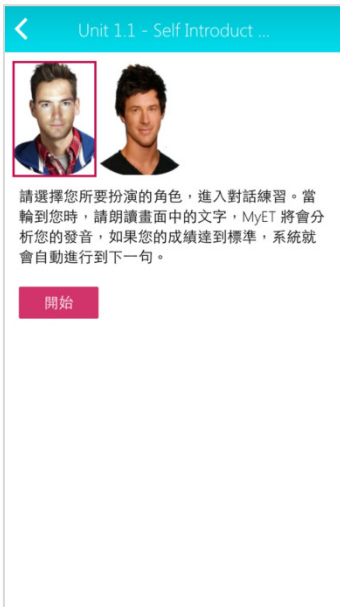 Unit 1.1 - Self Introduct ...
請選擇您所要扮演的角色，進入對話練習。當
輪到您時，請朗讀畫面中的文字，MyET 將會分
析您的發音，如果您的成績達到標準，系統就
會自動進行到下一句。
開始